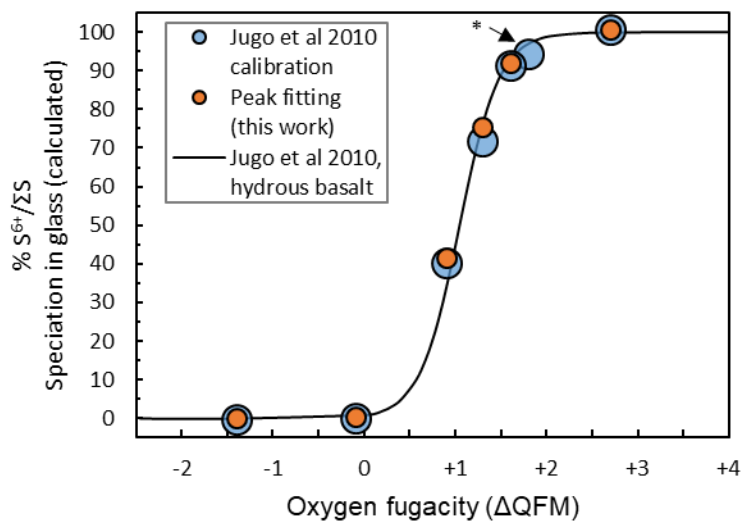 % S⁶⁺/ΣS
Speciation in glass (calculated)
100
90
80
70
60
50
40
30
20
10
0
Jugo et al 2010
calibration
Peak fitting
(this work)
Jugo et al 2010,
hydrous basalt
*
-2 -1 0 +1 +2 +3 +4
Oxygen fugacity (ΔQFM)